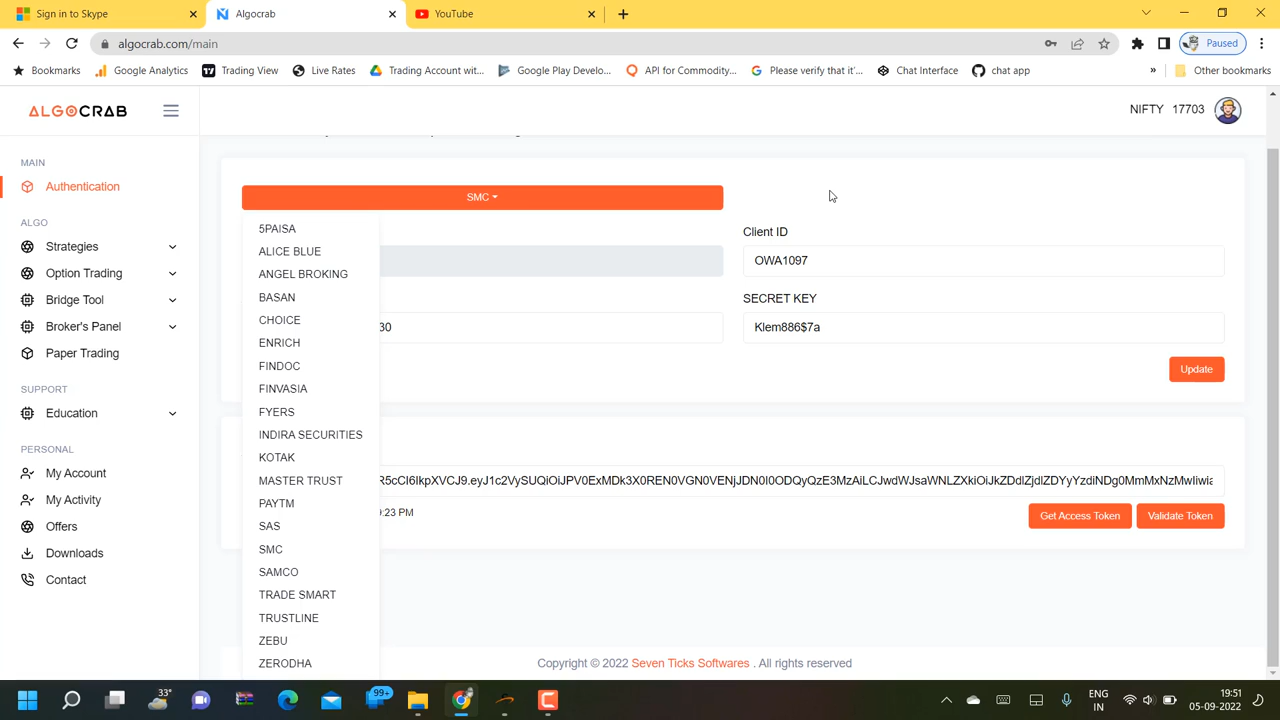 Sign in to Skype
Algocrab
YouTube
algocrab.com/main
Paused
Bookmarks
Google Analytics
Trading View
Live Rates
Trading Account wit...
Google Play Develo...
API for Commodity...
Please verify that i'...
Chat Interface
chat app
»
Other bookmarks
ALGOCRAB
NIFTY 17703
MAIN
Authentication
ALGO
Strategies
Option Trading
Bridge Tool
Broker's Panel
Paper Trading
SUPPORT
Education
PERSONAL
My Account
My Activity
Offers
Downloads
Contact
SMC
5PAISA
ALICE BLUE
ANGEL BROKING
BASAN
CHOICE
ENRICH
FINDOC
FINVASIA
FYERS
INDIRA SECURITIES
KOTAK
MASTER TRUST
PAYTM
SAS
SMC
SAMCO
TRADE SMART
TRUSTLINE
ZEBU
ZERODHA
Client ID
OWA1097
SECRET KEY
30
Klem886$7a
Update
9:23 PM
Get Access Token
Validate Token
Copyright © 2022 Seven Ticks Softwares . All rights reserved
33°
99+
ENG
IN
19:51
05-09-2022